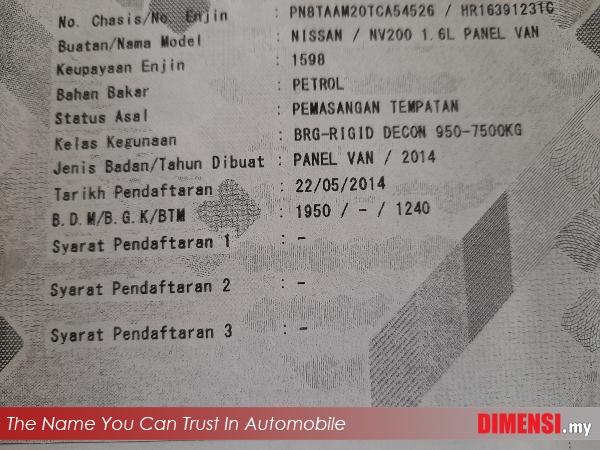 No. Chasis/No. Enjin : PN8TAAM20TCA54526 / HR16391231C
Buatan/Nama Model : NISSAN / NV200 1.6L PANEL VAN
Keupayaan Enjin : 1598
Bahan Bakar : PETROL
Status Asal : PEMASANGAN TEMPATAN
Kelas Kegunaan : BRG-RIGID DECON 950-7500KG
Jenis Badan/Tahun Dibuat : PANEL VAN / 2014
Tarikh Pendaftaran : 22/05/2014
B.D.M/B.G.K/BTM : 1950 / - / 1240
Syarat Pendaftaran 1 : -
Syarat Pendaftaran 2 : -
Syarat Pendaftaran 3 : -
The Name You Can Trust In Automobile
DIMENSI.my